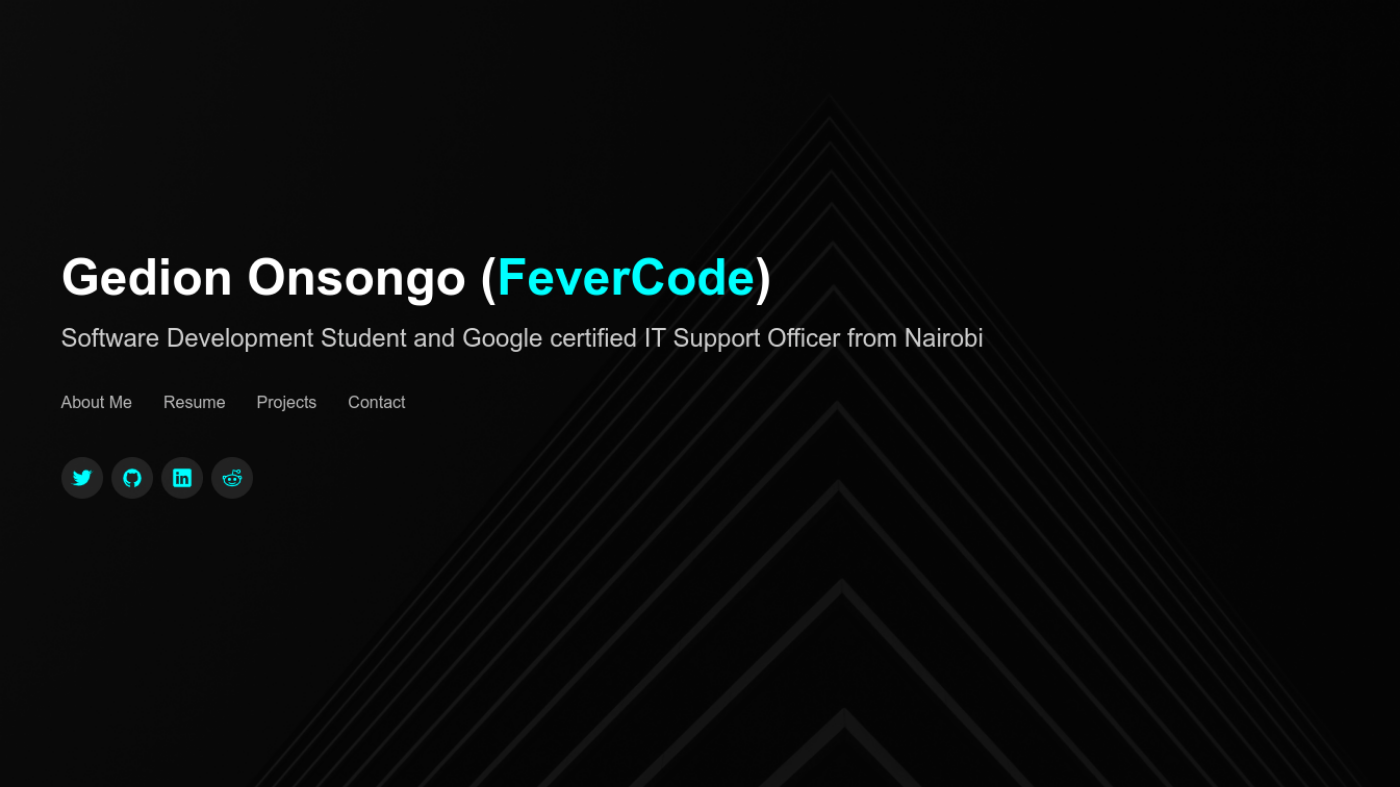 Gedion Onsongo (FeverCode)
Software Development Student and Google certified IT Support Officer from Nairobi
About Me Resume Projects Contact
in